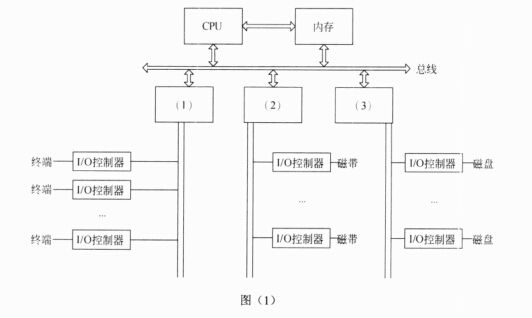 CPU
内存
总线
（1）
（2）
（3）
终端 I/O控制器
I/O控制器 磁带
I/O控制器 磁盘
终端 I/O控制器
...
...
...
终端 I/O控制器
I/O控制器 磁带
I/O控制器 磁盘
图（1）